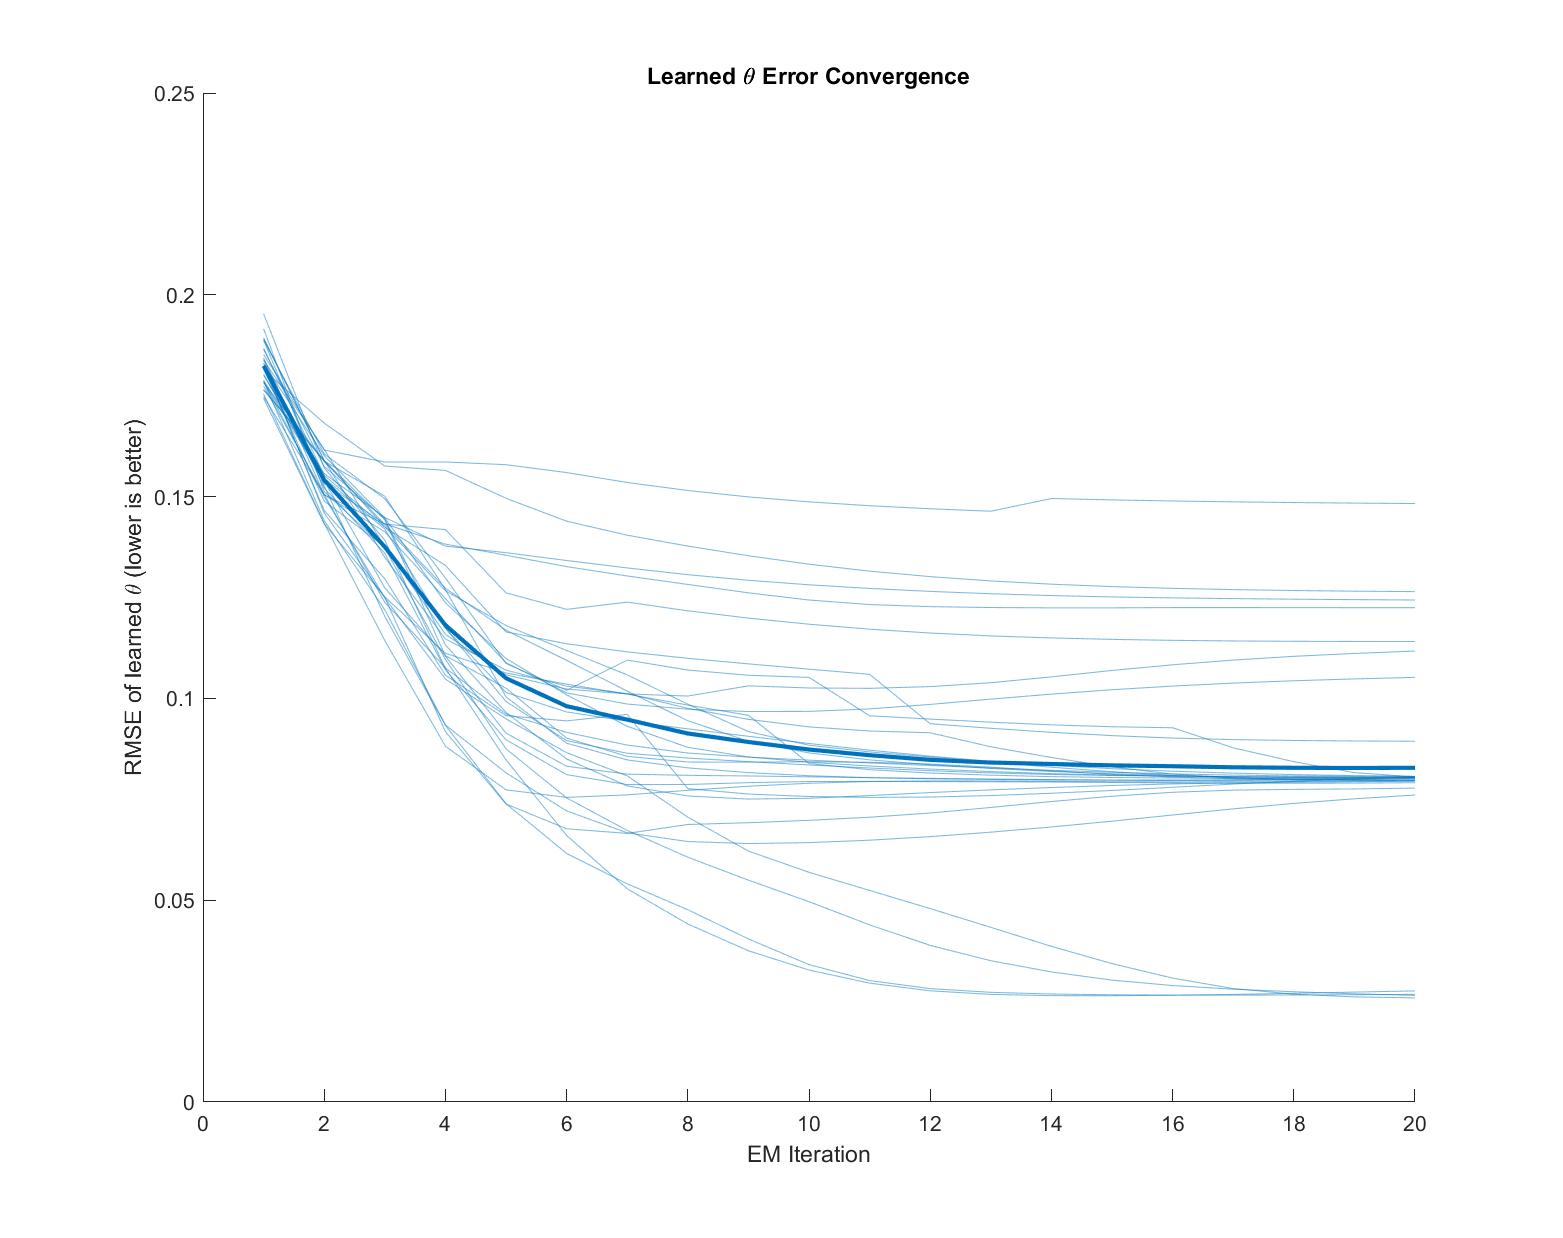 Learned θ Error Convergence
0.25
0.2
0.15
0.1
0.05
0
RMSE of learned θ (lower is better)
0 2 4 6 8 10 12 14 16 18 20
EM Iteration